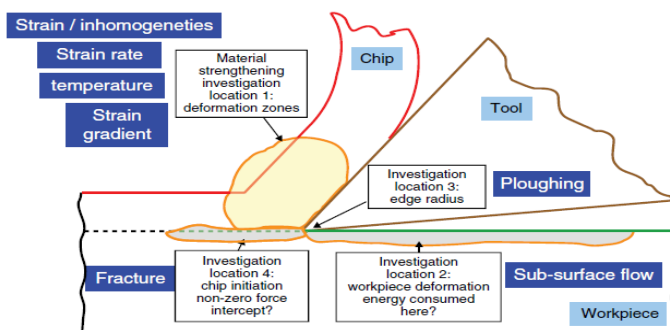 Strain / inhomogeneties
Strain rate
temperature
Strain
gradient
Material
strengthening
investigation
location 1:
deformation zones
Chip
Tool
Investigation
location 3:
edge radius
Ploughing
Fracture
Investigation
location 4:
chip initiation
non-zero force
intercept?
Investigation
location 2:
workpiece deformation
energy consumed
here?
Sub-surface flow
Workpiece